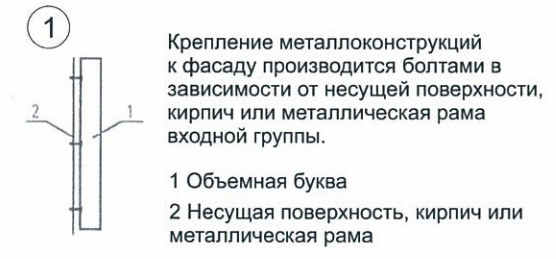 1
Крепление металлоконструкций
к фасаду производится болтами в
зависимости от несущей поверхности,
кирпич или металлическая рама
входной группы.
2
1
1 Объемная буква
2 Несущая поверхность, кирпич или
металлическая рама